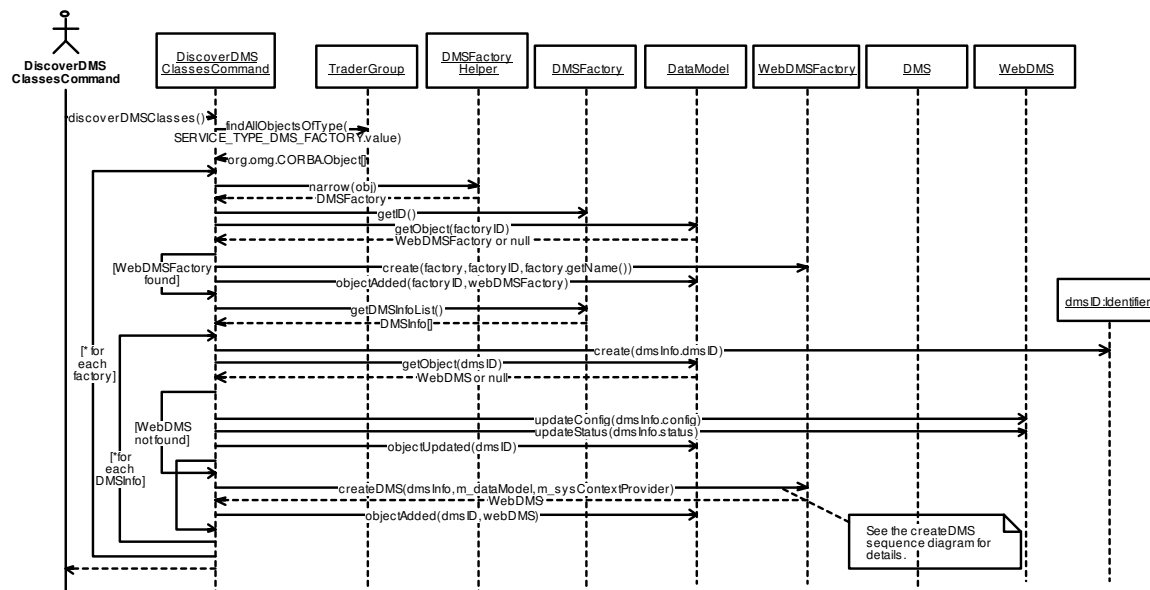 DiscoverDMS
ClassesCommand
DiscoverDMS
ClassesCommand
TraderGroup
DMSFactory
Helper
DMSFactory
DataModel
WebDMSFactory
DMS
WebDMS
discoverDMSClasses()
findAllObjectsOfType(
SERVICE_TYPE_DMS_FACTORY.value)
org.omg.CORBA.Object[]
narrow(obj)
DMSFactory
getID()
getObject(factoryID)
WebDMSFactory or null
[WebDMSFactory
found]
create(factory,factoryID,factory.getName())
objectAdded(factoryID,webDMSFactory)
getDMSInfoList()
DMSInfo[]
dmsID:Identifier
[* for
each
factory]
create(dmsInfo.dmsID)
getObject(dmsID)
WebDMS or null
[WebDMS
not found]
updateConfig(dmsInfo.config)
updateStatus(dmsInfo.status)
objectUpdated(dmsID)
[*for
each
DMSInfo]
createDMS(dmsInfo,m_dataModel,m_sysContextProvider)
WebDMS
objectAdded(dmsID,webDMS)
See the createDMS
sequence diagram for
details.